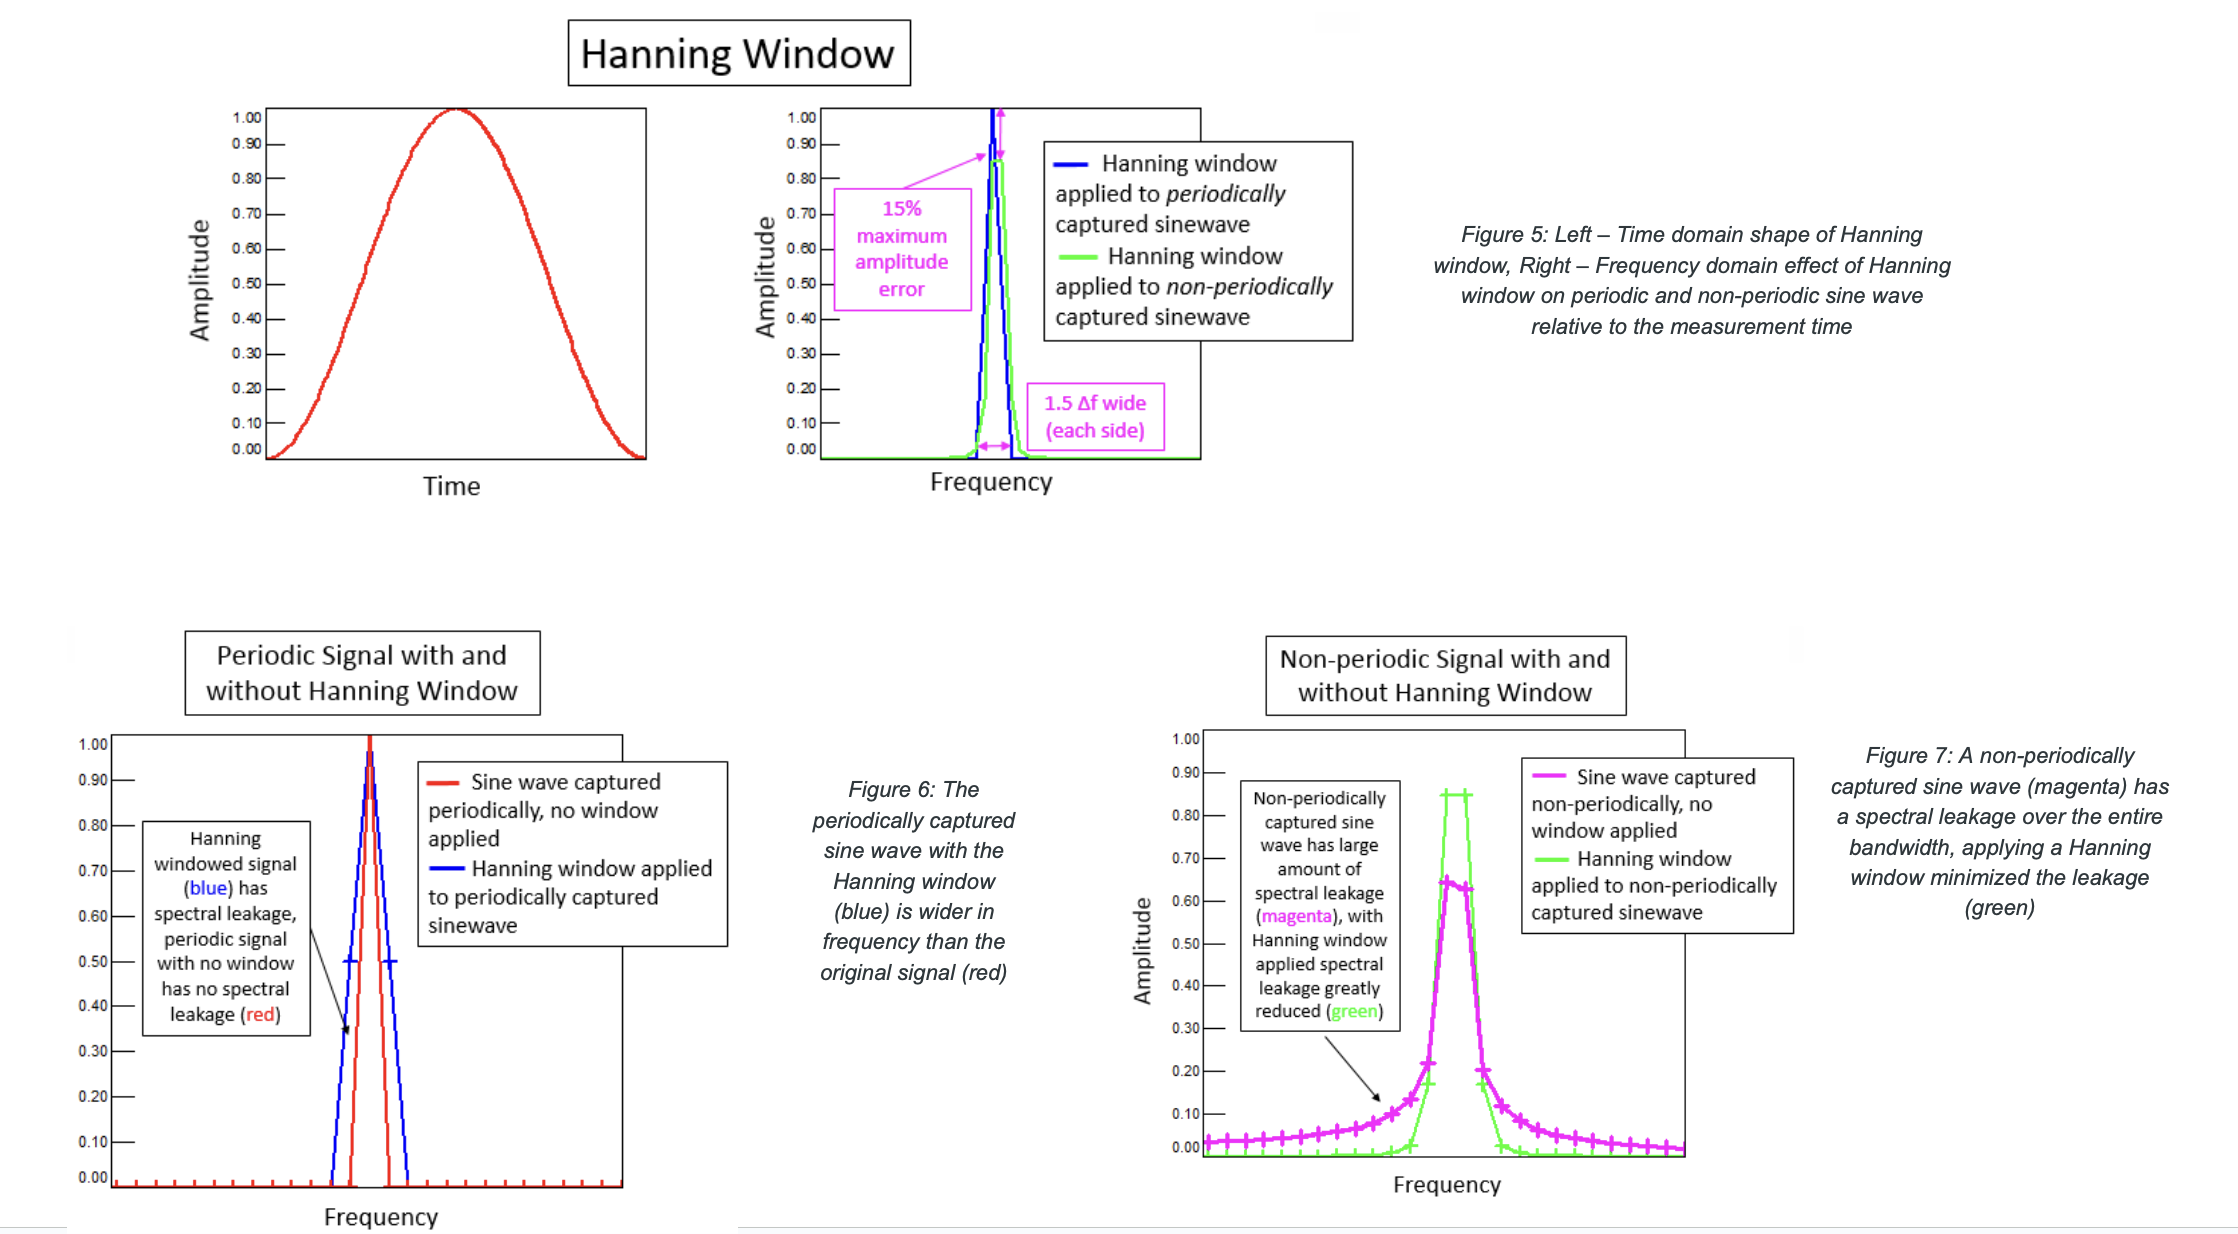 Hanning Window
1.00
0.90
0.80
0.70
0.60
0.50
0.40
0.30
0.20
0.10
0.00
Amplitude
Time
1.00
0.90
0.80
0.70
0.60
0.50
0.40
0.30
0.20
0.10
0.00
Amplitude
Frequency
15%
maximum
amplitude
error
1.5 Δf wide
(each side)
Hanning window
applied to periodically
captured sinewave
Hanning window
applied to non-periodically
captured sinewave
Figure 5: Left – Time domain shape of Hanning
window, Right – Frequency domain effect of Hanning
window on periodic and non-periodic sine wave
relative to the measurement time
Periodic Signal with and
without Hanning Window
1.00
0.90
0.80
0.70
0.60
0.50
0.40
0.30
0.20
0.10
0.00
Frequency
Hanning
windowed signal
(blue) has
spectral leakage,
periodic signal
with no window
has no spectral
leakage (red)
Sine wave captured
periodically, no window
applied
Hanning window applied
to periodically captured
sinewave
Figure 6: The
periodically captured
sine wave with the
Hanning window
(blue) is wider in
frequency than the
original signal (red)
Non-periodic Signal with and
without Hanning Window
1.00
0.90
0.80
0.70
0.60
0.50
0.40
0.30
0.20
0.10
0.00
Amplitude
Frequency
Non-periodically
captured sine
wave has large
amount of
spectral leakage
(magenta), with
Hanning window
applied spectral
leakage greatly
reduced (green)
Sine wave captured
non-periodically, no
window applied
Hanning window
applied to non-periodically
captured sinewave
Figure 7: A non-periodically
captured sine wave (magenta) has
a spectral leakage over the entire
bandwidth, applying a Hanning
window minimized the leakage
(green)